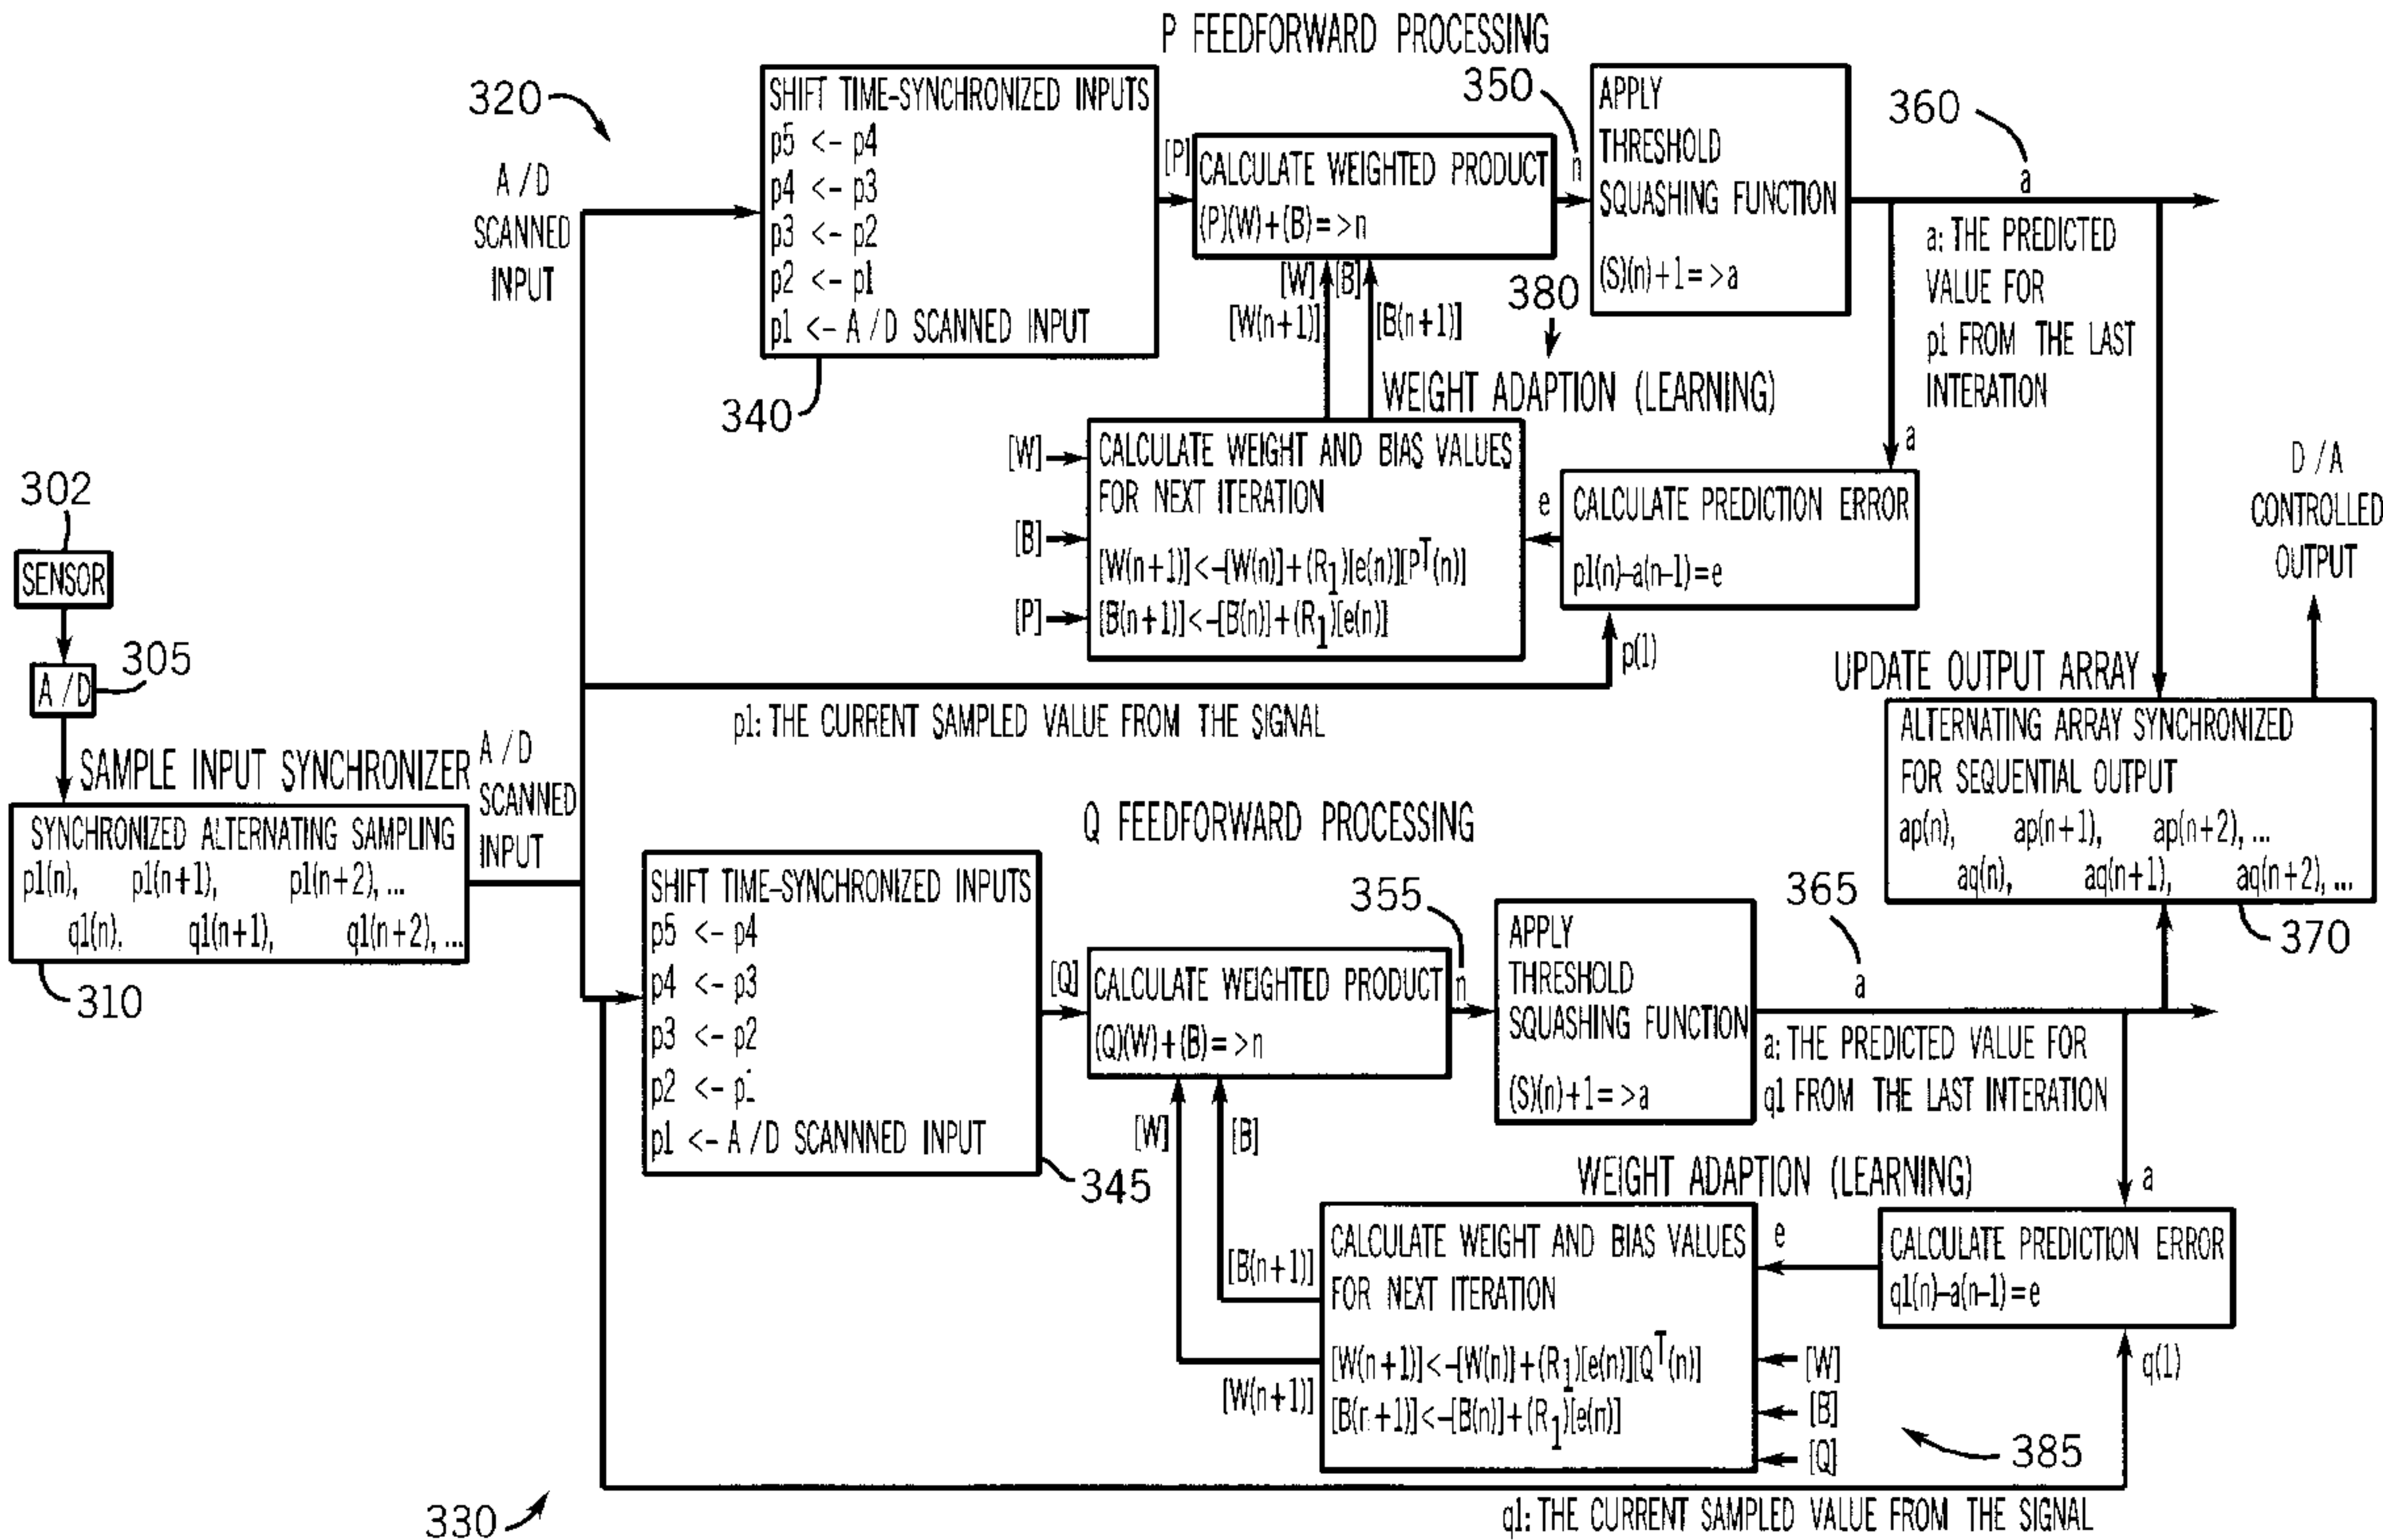 P FEEDFORWARD PROCESSING
320
A/D
SCANNED
INPUT
SHIFT TIME-SYNCHRONIZED INPUTS
p5 <- p4
p4 <- p3
p3 <- p2
p2 <- p1
p1 <- A/D SCANNED INPUT
340
[P]
CALCULATE WEIGHTED PRODUCT
(P)(W)+(B)=>n
350
n
APPLY
THRESHOLD
SQUASHING FUNCTION
(S)(n)+1=>a
360
a
a: THE PREDICTED
VALUE FOR
p1 FROM THE LAST
INTERATION
[W]
[B]
[W(n+1)]
[B(n+1)]
380
WEIGHT ADAPTION (LEARNING)
[W]
[B]
[P]
CALCULATE WEIGHT AND BIAS VALUES
FOR NEXT ITERATION
[W(n+1)]<-[W(n)]+(R1)[e(n)][P^T(n)]
[B(n+1)]<-[B(n)]+(R1)[e(n)]
e
a
CALCULATE PREDICTION ERROR
p1(n)-a(n-1)=e
p(1)
p1: THE CURRENT SAMPLED VALUE FROM THE SIGNAL
D/A
CONTROLLED
OUTPUT
302
SENSOR
A/D
305
SAMPLE INPUT SYNCHRONIZER
A/D
SCANNED
INPUT
SYNCHRONIZED ALTERNATING SAMPLING
p1(n), p1(n+1), p1(n+2), ...
q1(n), q1(n+1), q1(n+2), ...
310
UPDATE OUTPUT ARRAY
ALTERNATING ARRAY SYNCHRONIZED
FOR SEQUENTIAL OUTPUT
ap(n), ap(n+1), ap(n+2), ...
aq(n), aq(n+1), aq(n+2), ...
370
Q FEEDFORWARD PROCESSING
SHIFT TIME-SYNCHRONIZED INPUTS
p5 <- p4
p4 <- p3
p3 <- p2
p2 <- p1
p1 <- A/D SCANNNED INPUT
345
[Q]
CALCULATE WEIGHTED PRODUCT
(Q)(W)+(B)=>n
355
n
APPLY
THRESHOLD
SQUASHING FUNCTION
(S)(n)+1=>a
365
a
a: THE PREDICTED VALUE FOR
q1 FROM THE LAST INTERATION
[W]
[B]
[B(n+1)]
[W(n+1)]
WEIGHT ADAPTION (LEARNING)
CALCULATE WEIGHT AND BIAS VALUES
FOR NEXT ITERATION
[W(n+1)]<-[W(n)]+(R1)[e(n)][Q^T(n)]
[B(n+1)]<-[B(n)]+(R1)[e(n)]
e
a
CALCULATE PREDICTION ERROR
q1(n)-a(n-1)=e
[W]
[B]
[Q]
q(1)
385
330
q1: THE CURRENT SAMPLED VALUE FROM THE SIGNAL